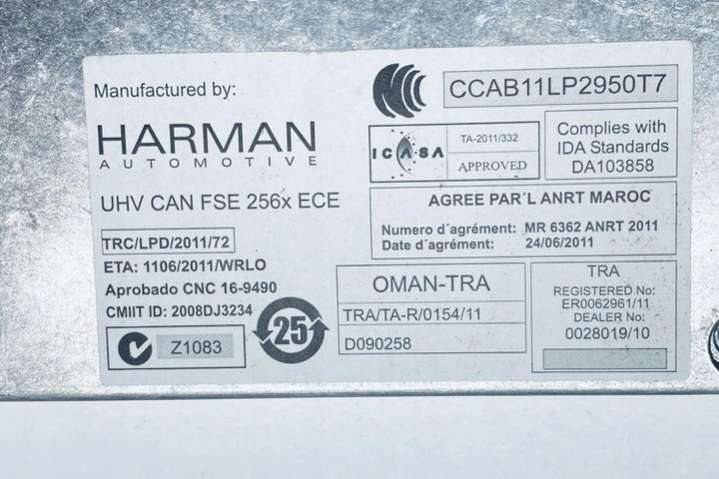 Manufactured by:
HARMAN
AUTOMOTIVE
UHV CAN FSE 256x ECE
TRC/LPD/2011/72
ETA: 1106/2011/WRLO
Aprobado CNC 16-9490
CMIIT ID: 2008DJ3234
Z1083
25
CCAB11LP2950T7
ICASA
TA-2011/332
APPROVED
Complies with
IDA Standards
DA103858
AGREE PAR´L ANRT MAROC
Numero d´agrément: MR 6362 ANRT 2011
Date d´agrément: 24/06/2011
OMAN-TRA
TRA/TA-R/0154/11
D090258
TRA
REGISTERED No:
ER0062961/11
DEALER No:
0028019/10